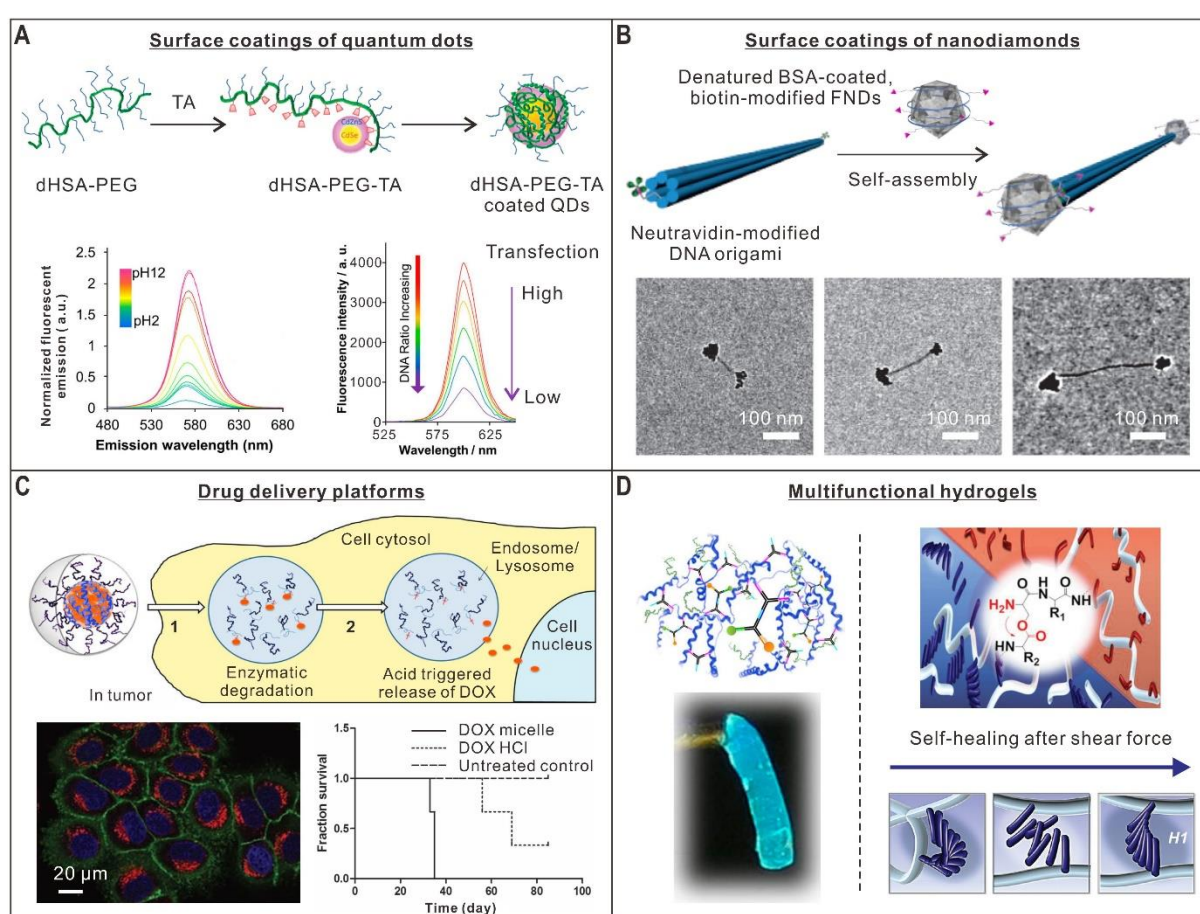 A
Surface coatings of quantum dots
TA
CdZnS
CdSe
dHSA-PEG
dHSA-PEG-TA
dHSA-PEG-TA
coated QDs
Normalized fluorescent
emission (a.u.)
2.5
2
1.5
1
0.5
0
pH12
pH2
480 530 580 630 680
Emission wavelength (nm)
Fluorescence intensity / a. u.
4000
3000
2000
1000
0
DNA Ratio Increasing
525 575 625
Wavelength / nm
Transfection
High
Low
B
Surface coatings of nanodiamonds
Denatured BSA-coated,
biotin-modified FNDs
Self-assembly
Neutravidin-modified
DNA origami
100 nm
100 nm
100 nm
C
Drug delivery platforms
Cell cytosol
Endosome/
Lysosome
1
2
Cell
nucleus
In tumor
Enzymatic
degradation
Acid triggered
release of DOX
20 µm
Fraction survival
1.5
1.0
0.5
0.0
DOX micelle
DOX HCl
Untreated control
0 20 40 60 80 100
Time (day)
D
Multifunctional hydrogels
O
H
N
O
H₂N
NH
R₁
O
O
HN
R₂
Self-healing after shear force
H1